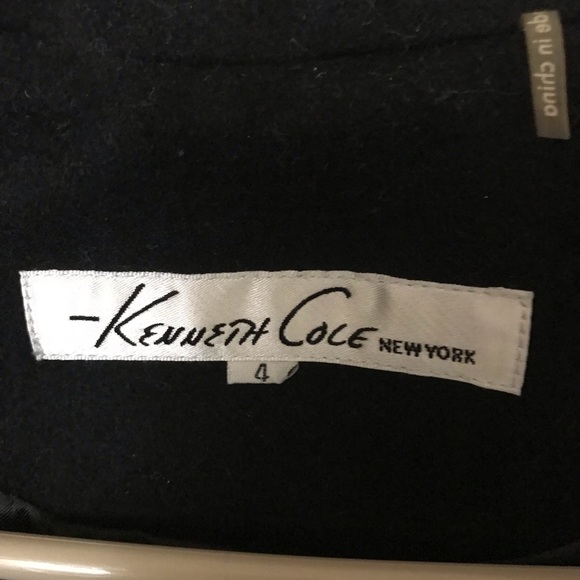 de in china
–Kenneth Cole NEW YORK
4